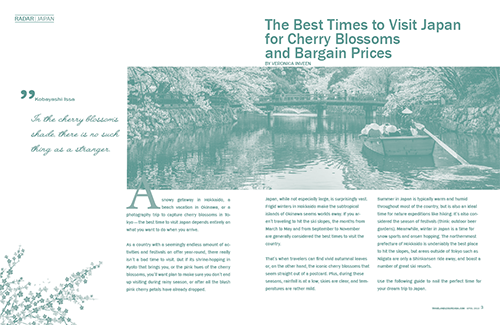 RADAR|JAPAN
The Best Times to Visit Japan
for Cherry Blossoms
and Bargain Prices
BY VERONIKA INVEEN
”
Kobayashi Issa
In the cherry blossom's
shade there is no such
thing as a stranger.
A snowy getaway in Hokkaido, a
beach vacation in Okinawa, or a
photography trip to capture cherry blossoms in Ky-
oto—the best time to visit Japan depends entirely on
what you want to do when you arrive.
As a country with a seemingly endless amount of ac-
tivities and festivals on offer year-round, there really
isn't a bad time to visit. But if its shrine-hopping in
Kyoto that brings you, or the pink hues of the cherry
blossoms, you'll want plan to make sure you don't end
up visiting during rainy season, or after all the blush
pink cherry petals have already dropped.
Japan, while not especially large, is surprisingly vast.
Frigid winters in Hokkaido make the subtropical
islands of Okinawa seems worlds away. If you ar-
en't traveling to hit the ski slopes, the months from
March to May and from September to November
are generally considered the best times to visit the
country.
That's when travelers can find vivid autumnal leaves
or, on the other hand, the iconic cherry blossoms that
seem straight out of a postcard. Plus, during those
seasons, rainfall is at a low, skies are clear, and tem-
peratures are rather mild.
Summer in Japan is typically warm and humid
throughout most of the country, but is also an ideal
time for nature expeditions like hiking; it's also con-
sidered the season of festivals (think: outdoor beer
gardens). Meanwhile, winter in Japan is a time for
snow sports and onsen hopping. The northernmost
prefecture of Hokkaido is undeniably the best place
to hit the slopes, but areas outside of Tokyo such as
Niigata are only a Shinkansen ride away, and boast a
number of great ski resorts.
Use the following guide to nail the perfect time for
your dream trip to Japan.